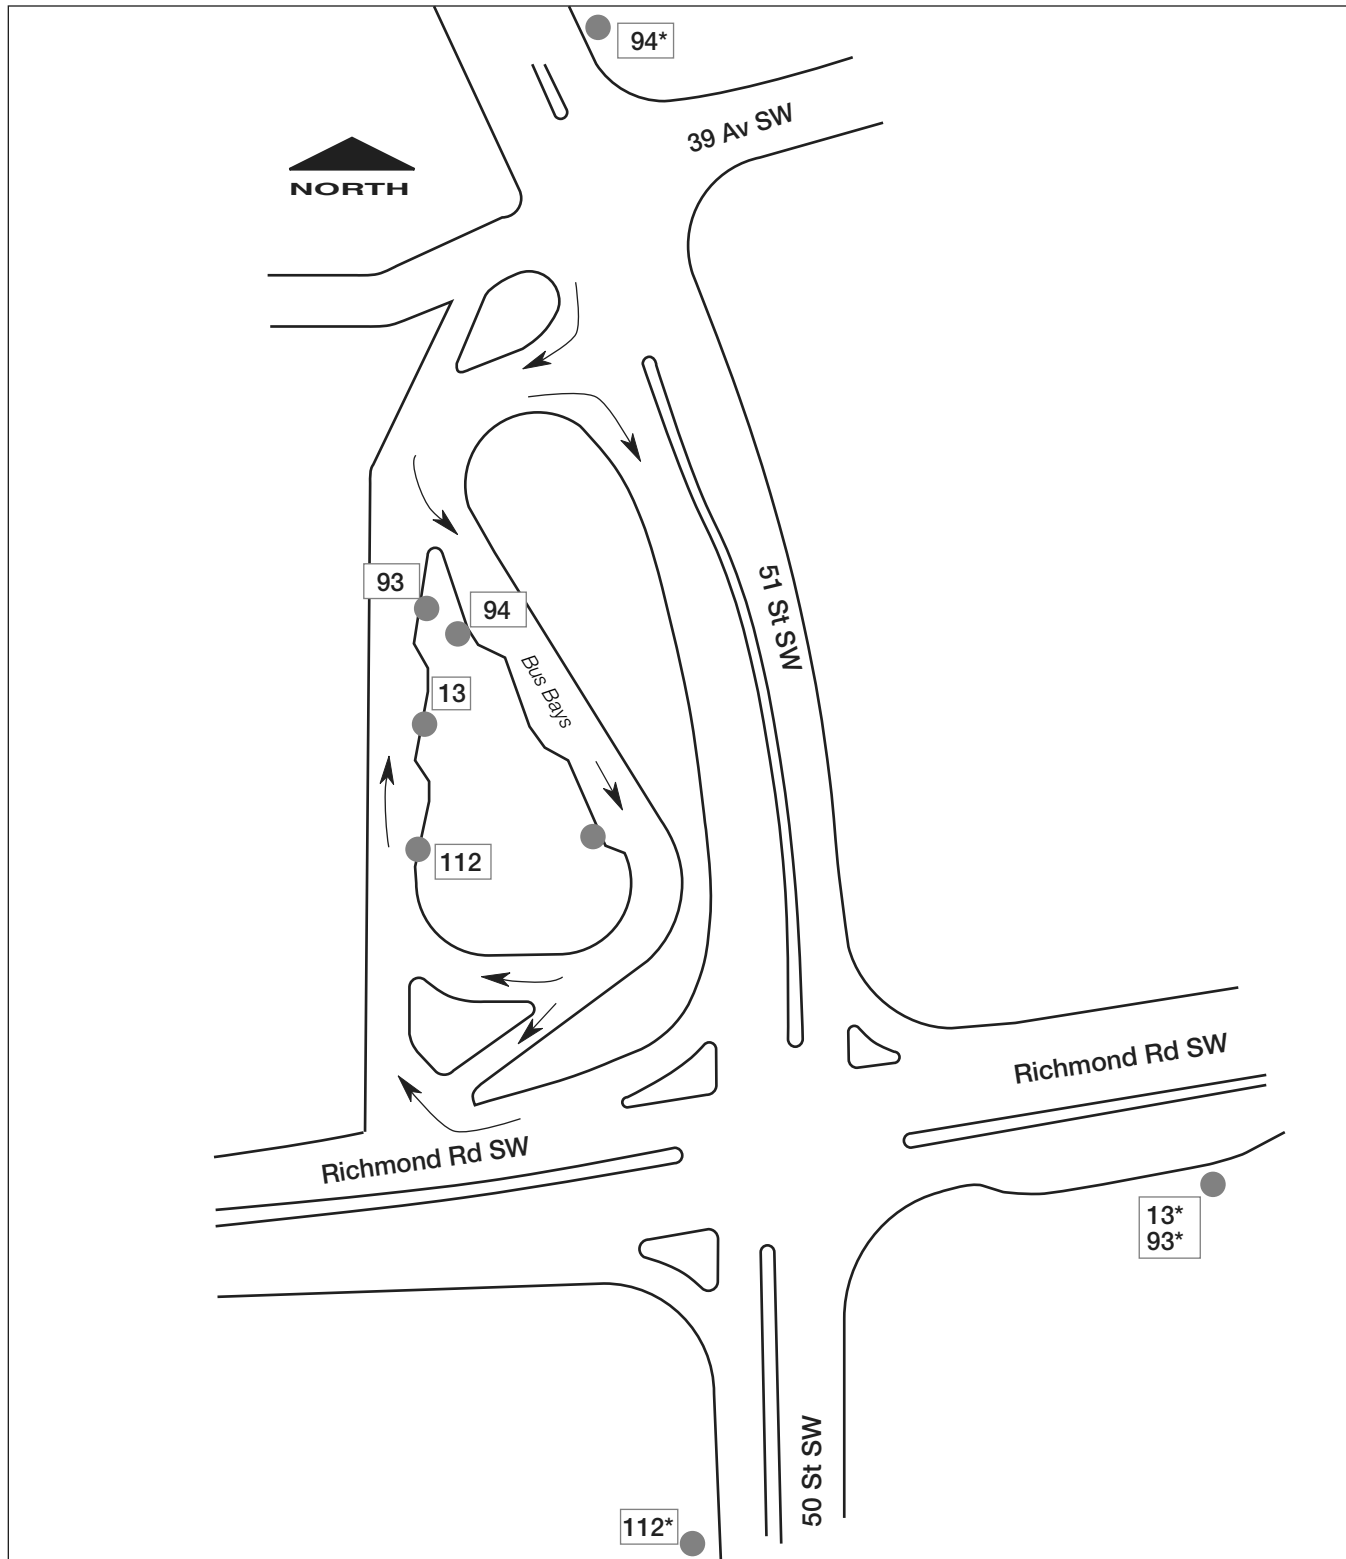 94*
39 Av SW
NORTH
93
94
51 St SW
Bus Bays
13
112
Richmond Rd SW
Richmond Rd SW
13*
93*
50 St SW
112*